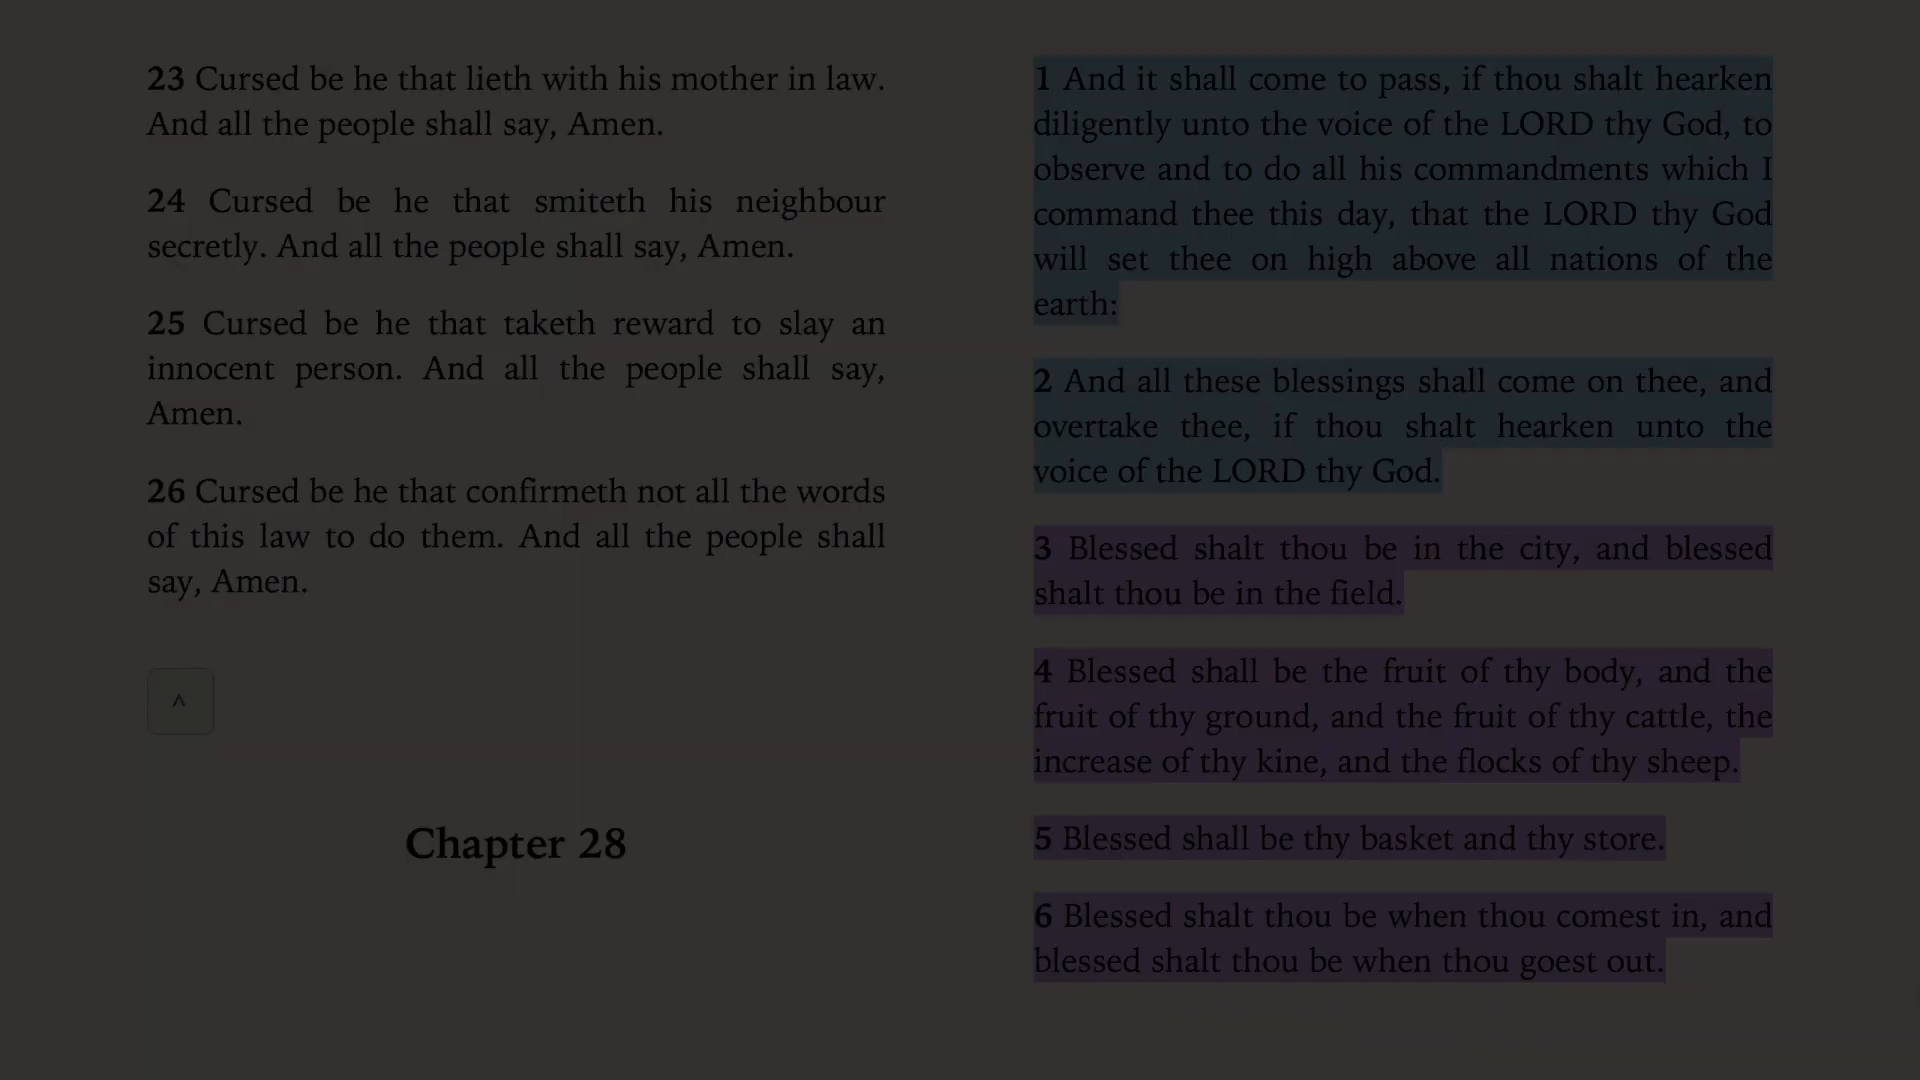 23 Cursed be he that lieth with his mother in law.
And all the people shall say, Amen.
24 Cursed be he that smiteth his neighbour
secretly. And all the people shall say, Amen.
25 Cursed be he that taketh reward to slay an
innocent person. And all the people shall say,
Amen.
26 Cursed be he that confirmeth not all the words
of this law to do them. And all the people shall
say, Amen.
^
Chapter 28
1 And it shall come to pass, if thou shalt hearken
diligently unto the voice of the LORD thy God, to
observe and to do all his commandments which I
command thee this day, that the LORD thy God
will set thee on high above all nations of the
earth:
2 And all these blessings shall come on thee, and
overtake thee, if thou shalt hearken unto the
voice of the LORD thy God.
3 Blessed shalt thou be in the city, and blessed
shalt thou be in the field.
4 Blessed shall be the fruit of thy body, and the
fruit of thy ground, and the fruit of thy cattle, the
increase of thy kine, and the flocks of thy sheep.
5 Blessed shall be thy basket and thy store.
6 Blessed shalt thou be when thou comest in, and
blessed shalt thou be when thou goest out.